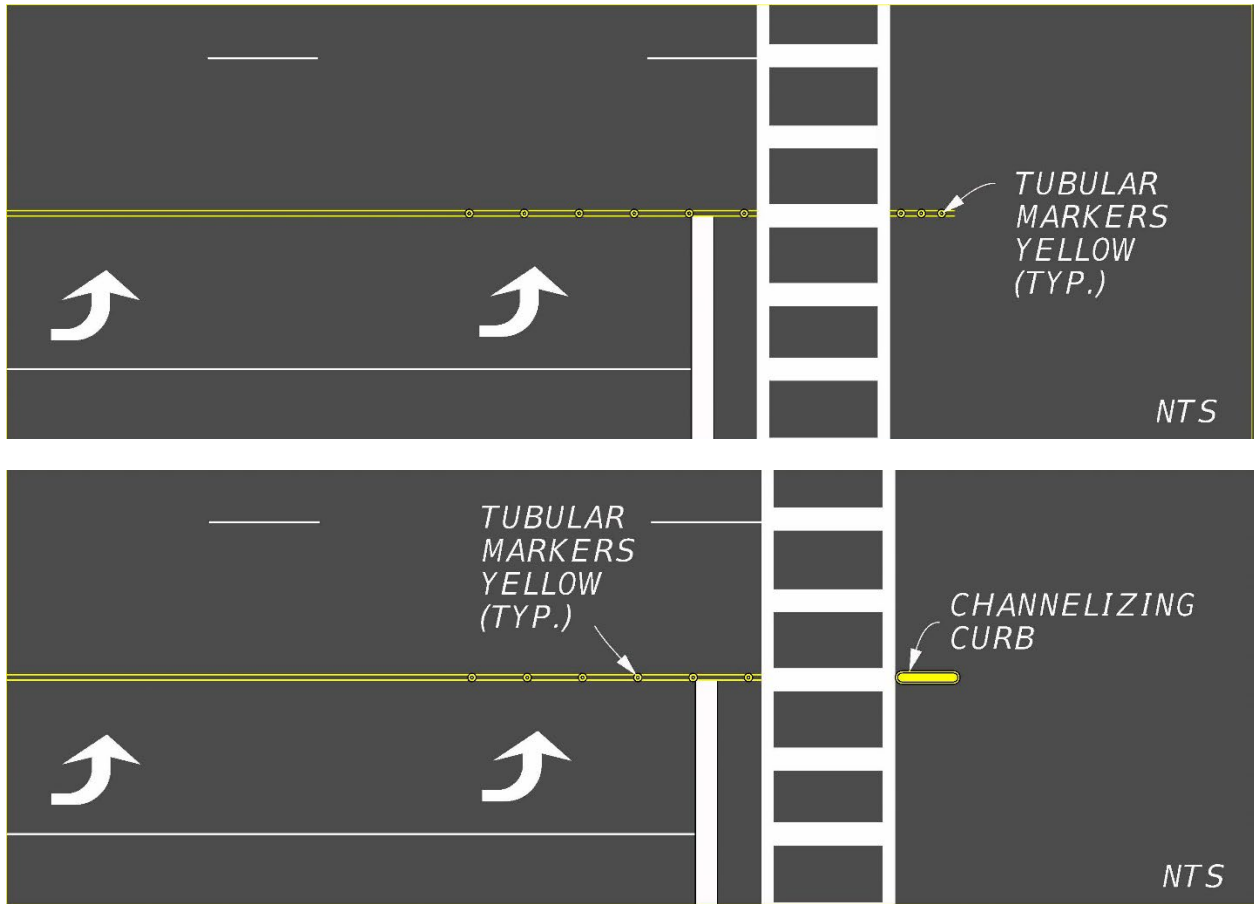 TUBULAR
MARKERS
YELLOW
(TYP.)
NTS
TUBULAR
MARKERS
YELLOW
(TYP.)
CHANNELIZING
CURB
NTS